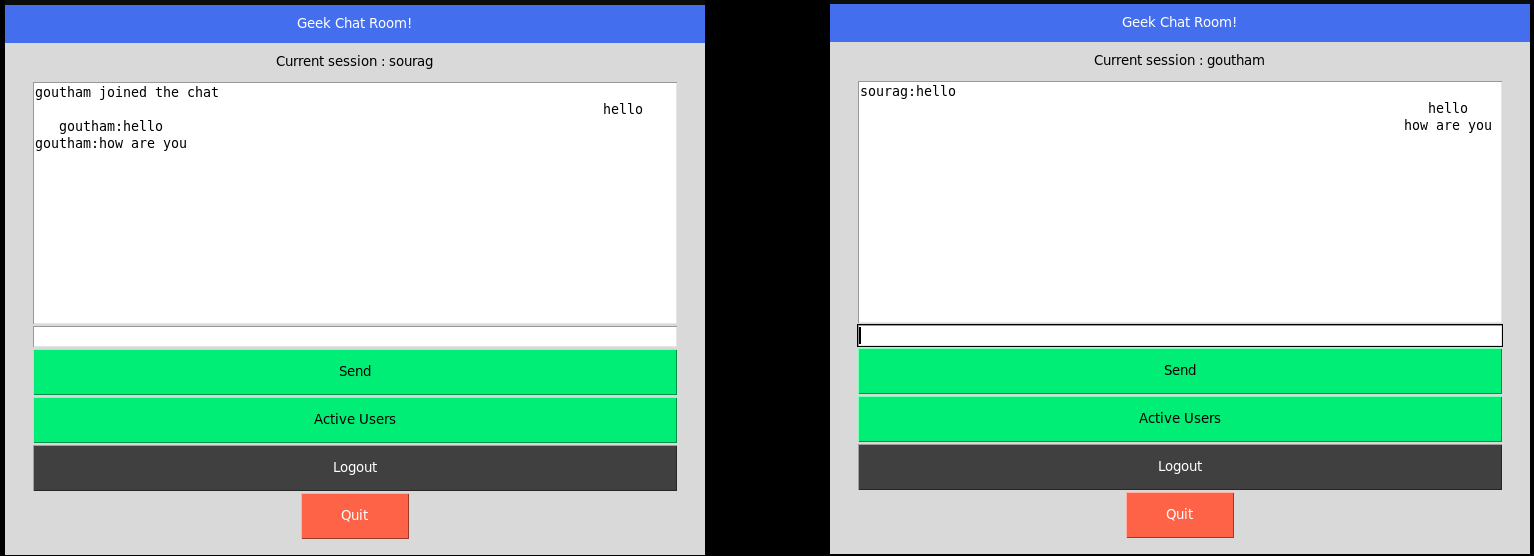 Geek Chat Room!
Current session : sourag
goutham joined the chat
hello
goutham:hello
goutham:how are you
Send
Active Users
Logout
Quit
Geek Chat Room!
Current session : goutham
sourag:hello
hello
how are you
Send
Active Users
Logout
Quit